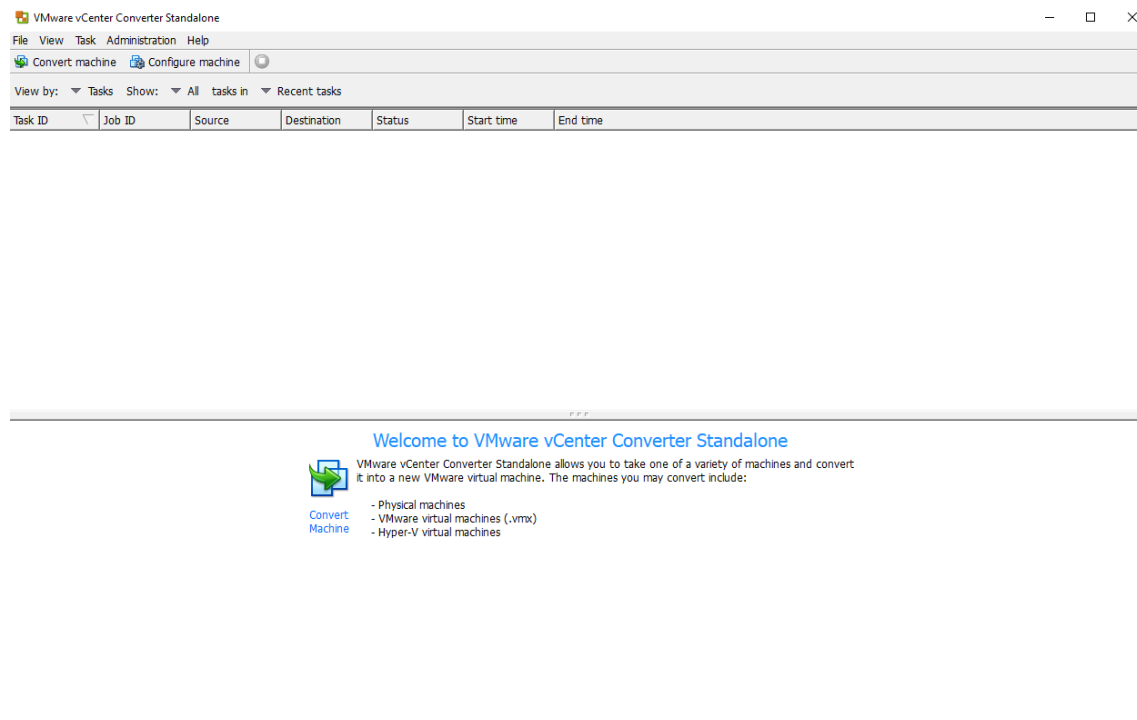 VMware vCenter Converter Standalone
File View Task Administration Help
Convert machine Configure machine
View by: Tasks Show: All tasks in Recent tasks
Task ID Job ID Source Destination Status Start time End time
Welcome to VMware vCenter Converter Standalone
VMware vCenter Converter Standalone allows you to take one of a variety of machines and convert
it into a new VMware virtual machine. The machines you may convert include:
- Physical machines
- VMware virtual machines (.vmx)
- Hyper-V virtual machines
Convert
Machine